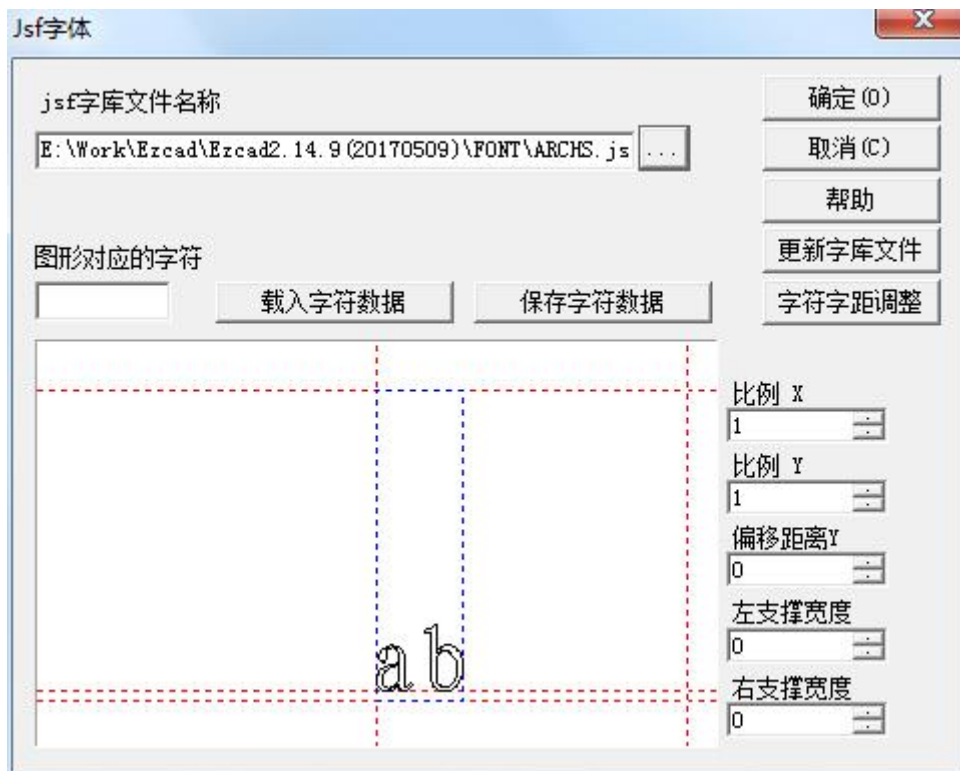 Jsf字体
jsf字库文件名称
E:\Work\Ezcad\Ezcad2.14.9(20170509)\FONT\ARCHS.js
...
确定(O)
取消(C)
帮助
更新字库文件
字符字距调整
图形对应的字符
载入字符数据
保存字符数据
a b
比例 X
1
比例 Y
1
偏移距离Y
0
左支撑宽度
0
右支撑宽度
0